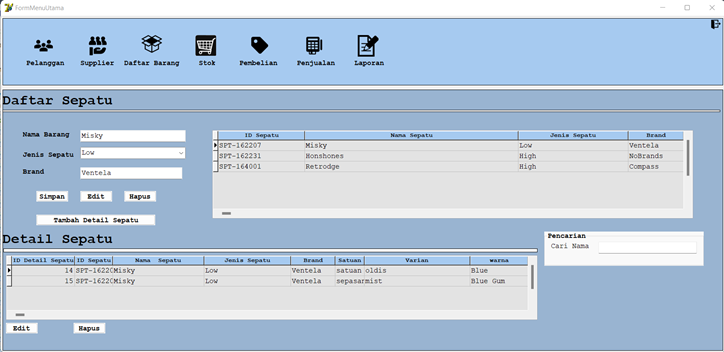 FormMenuUtama
Pelanggan Supplier Daftar Barang Stok Pembelian Penjualan Laporan
Daftar Sepatu
Nama Barang Misky
Jenis Sepatu Low
Brand Ventela
Simpan Edit Hapus
Tambah Detail Sepatu
ID Sepatu Nama Sepatu Jenis Sepatu Brand
SPT-162207 Misky Low Ventela
SPT-162231 Honshones High NoBrands
SPT-164001 Retrodge High Compass
Detail Sepatu
Pencarian
Cari Nama
ID Detail Sepatu ID Sepatu Nama Sepatu Jenis Sepatu Brand Satuan Varian warna
14 SPT-1622 Misky Low Ventela satuan oldis Blue
15 SPT-1622 Misky Low Ventela sepasar mist Blue Gum
Edit Hapus